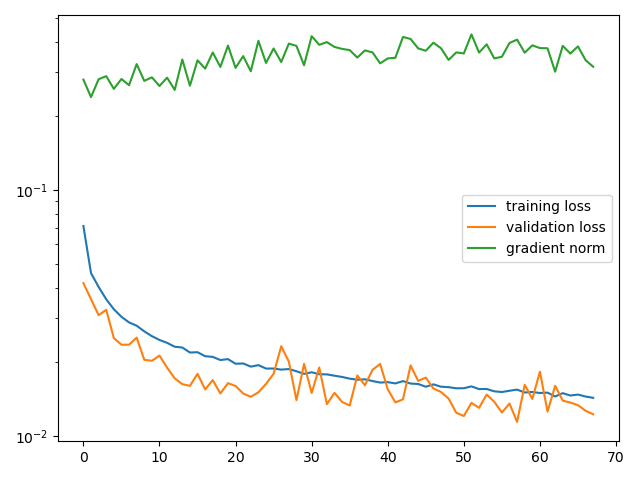 10⁻¹
10⁻²
training loss
validation loss
gradient norm
0 10 20 30 40 50 60 70